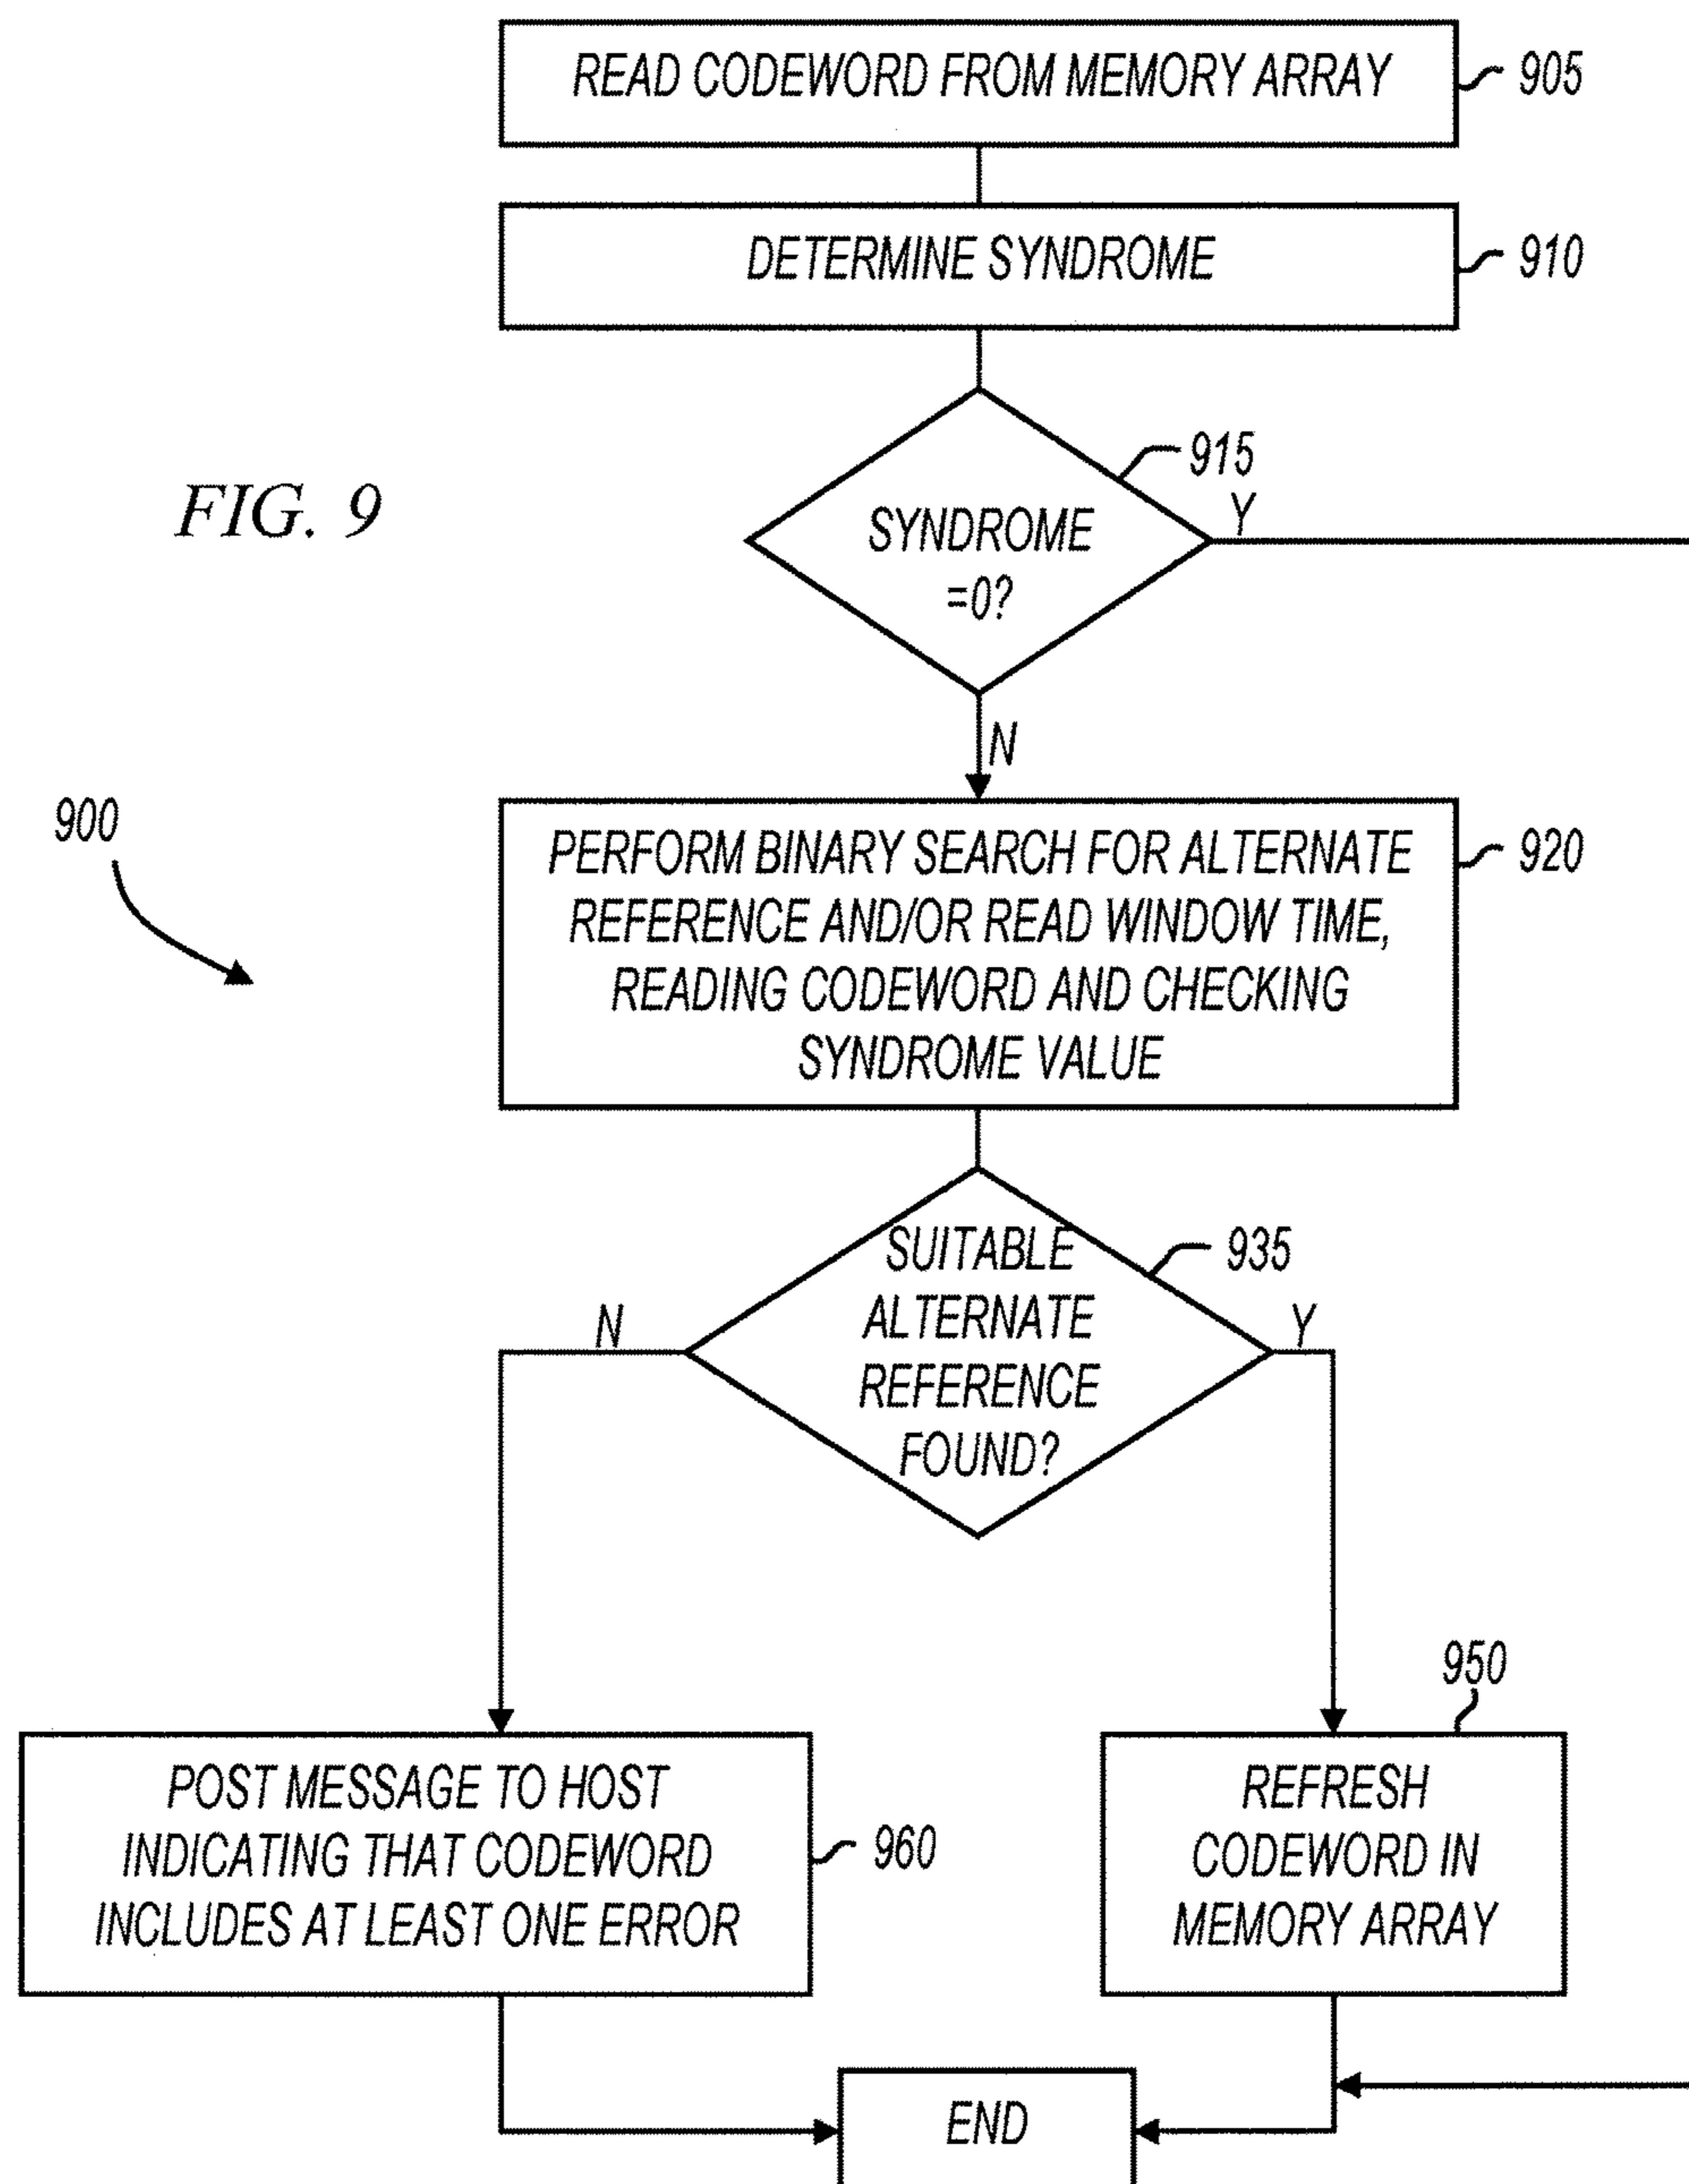 READ CODEWORD FROM MEMORY ARRAY
905
DETERMINE SYNDROME
910
915
FIG. 9
SYNDROME
=0?
Y
N
900
PERFORM BINARY SEARCH FOR ALTERNATE
REFERENCE AND/OR READ WINDOW TIME,
READING CODEWORD AND CHECKING
SYNDROME VALUE
920
SUITABLE
ALTERNATE
REFERENCE
FOUND?
935
N
Y
950
POST MESSAGE TO HOST
INDICATING THAT CODEWORD
INCLUDES AT LEAST ONE ERROR
960
REFRESH
CODEWORD IN
MEMORY ARRAY
END